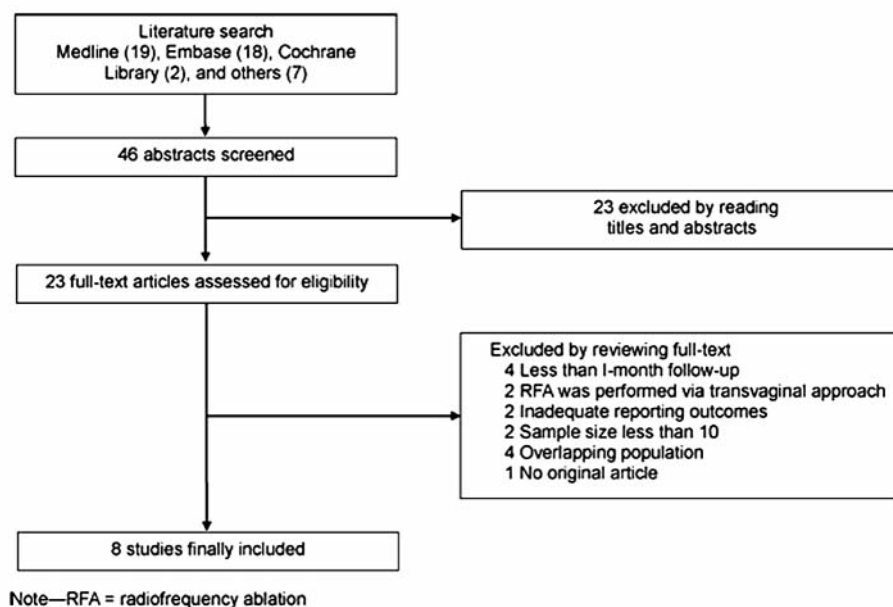 Literature search
Medline (19), Embase (18), Cochrane
Library (2), and others (7)
46 abstracts screened
23 excluded by reading
titles and abstracts
23 full-text articles assessed for eligibility
Excluded by reviewing full-text
4 Less than I-month follow-up
2 RFA was performed via transvaginal approach
2 Inadequate reporting outcomes
2 Sample size less than 10
4 Overlapping population
1 No original article
8 studies finally included
Note—RFA = radiofrequency ablation